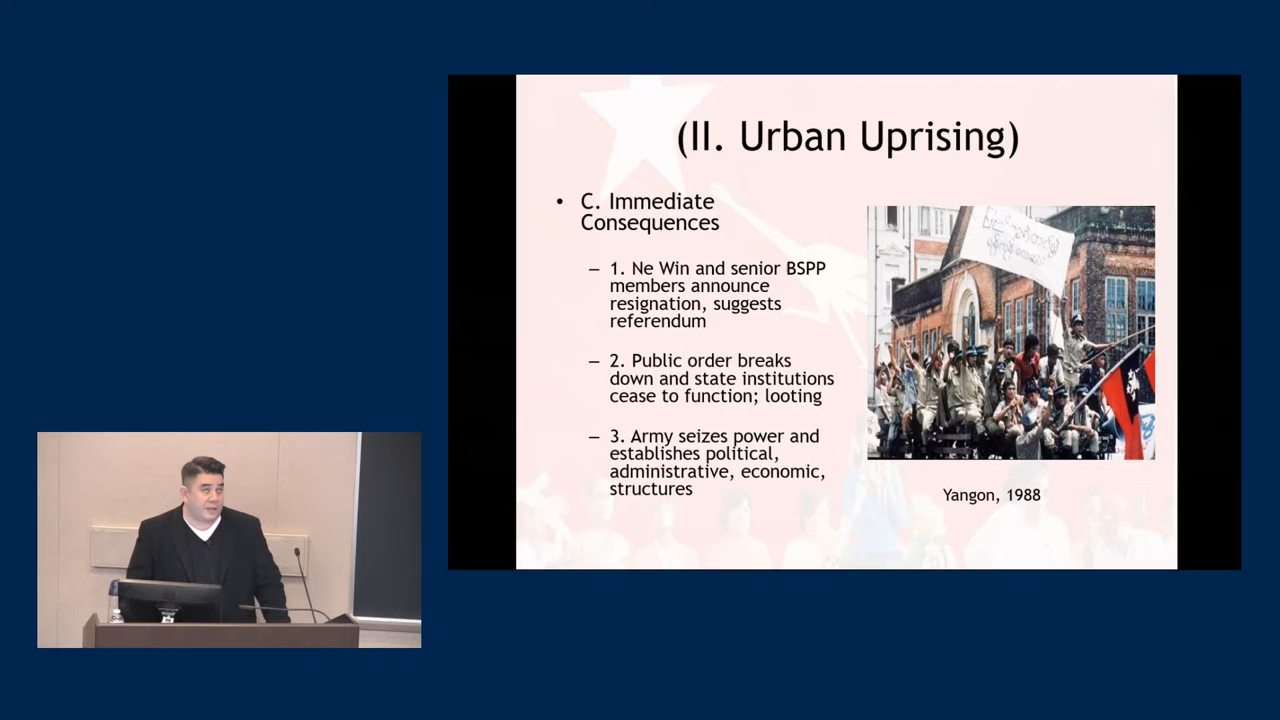 (II. Urban Uprising)
• C. Immediate
Consequences
– 1. Ne Win and senior BSPP
members announce
resignation, suggests
referendum
– 2. Public order breaks
down and state institutions
cease to function; looting
– 3. Army seizes power and
establishes political,
administrative, economic,
structures
Yangon, 1988